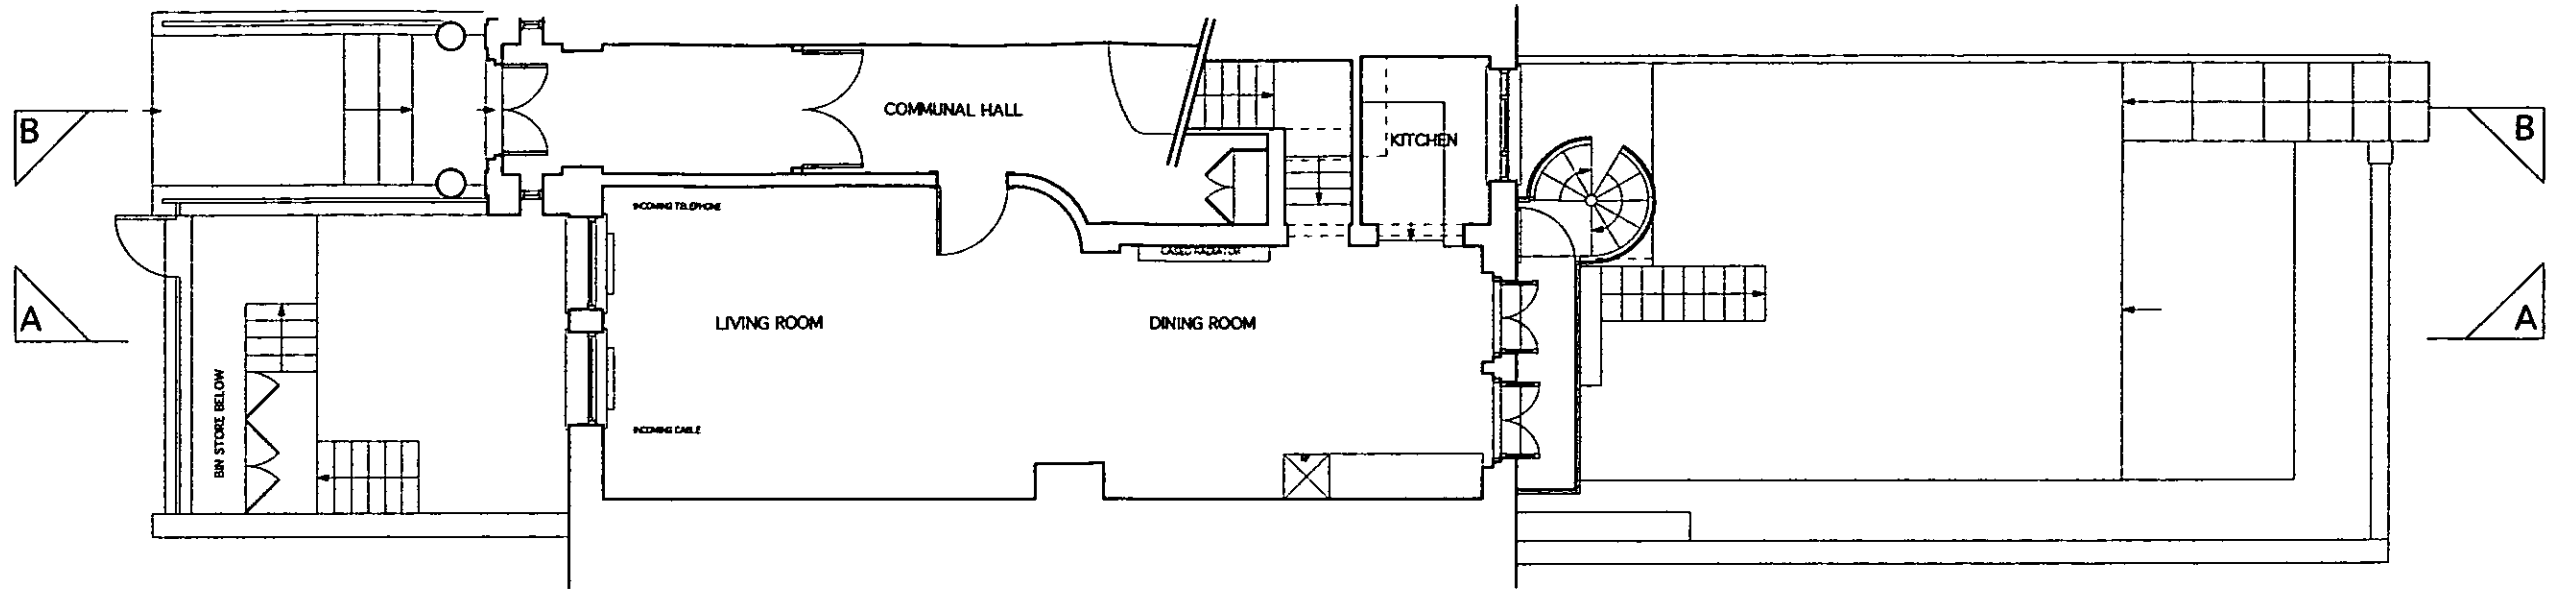 COMMUNAL HALL
B
B
KITCHEN
INCOMING TELEPHONE
CASED RADIATOR
A
LIVING ROOM
DINING ROOM
A
BIN STORE BELOW
INCOMING CABLE